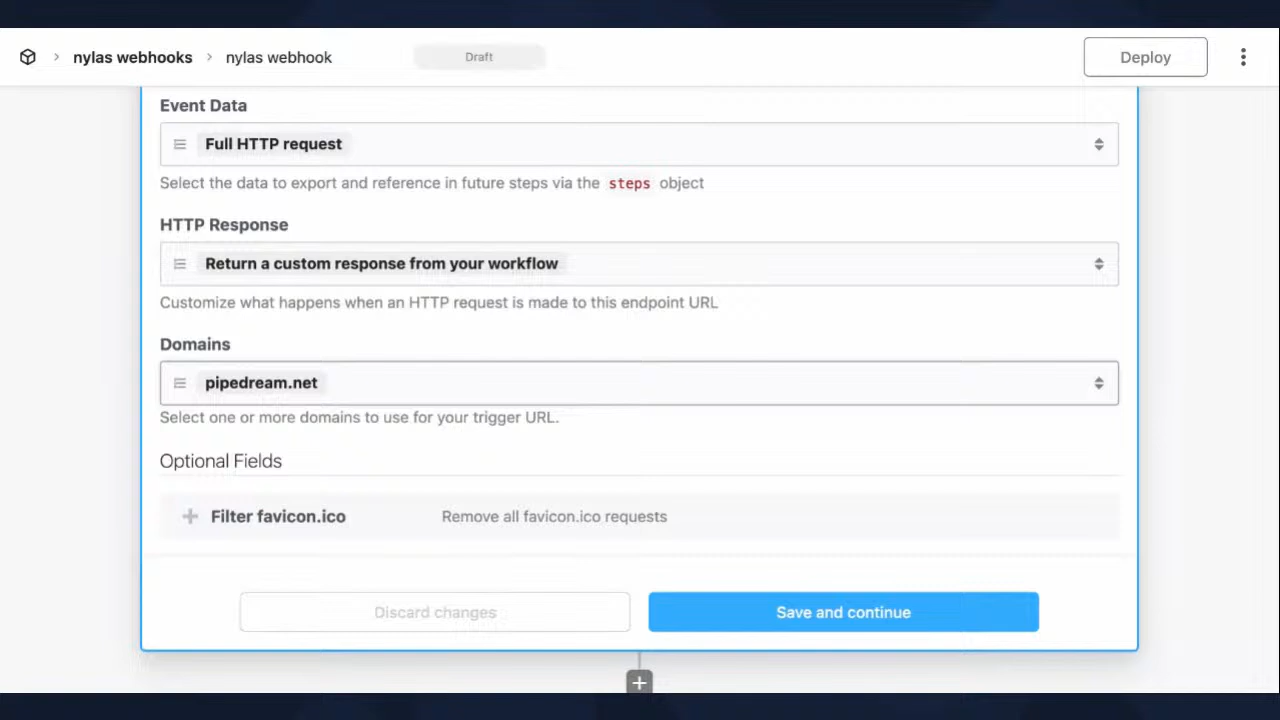 nylas webhooks > nylas webhook Draft Deploy
Event Data
Full HTTP request
Select the data to export and reference in future steps via the steps object
HTTP Response
Return a custom response from your workflow
Customize what happens when an HTTP request is made to this endpoint URL
Domains
pipedream.net
Select one or more domains to use for your trigger URL.
Optional Fields
Filter favicon.ico Remove all favicon.ico requests
Discard changes Save and continue